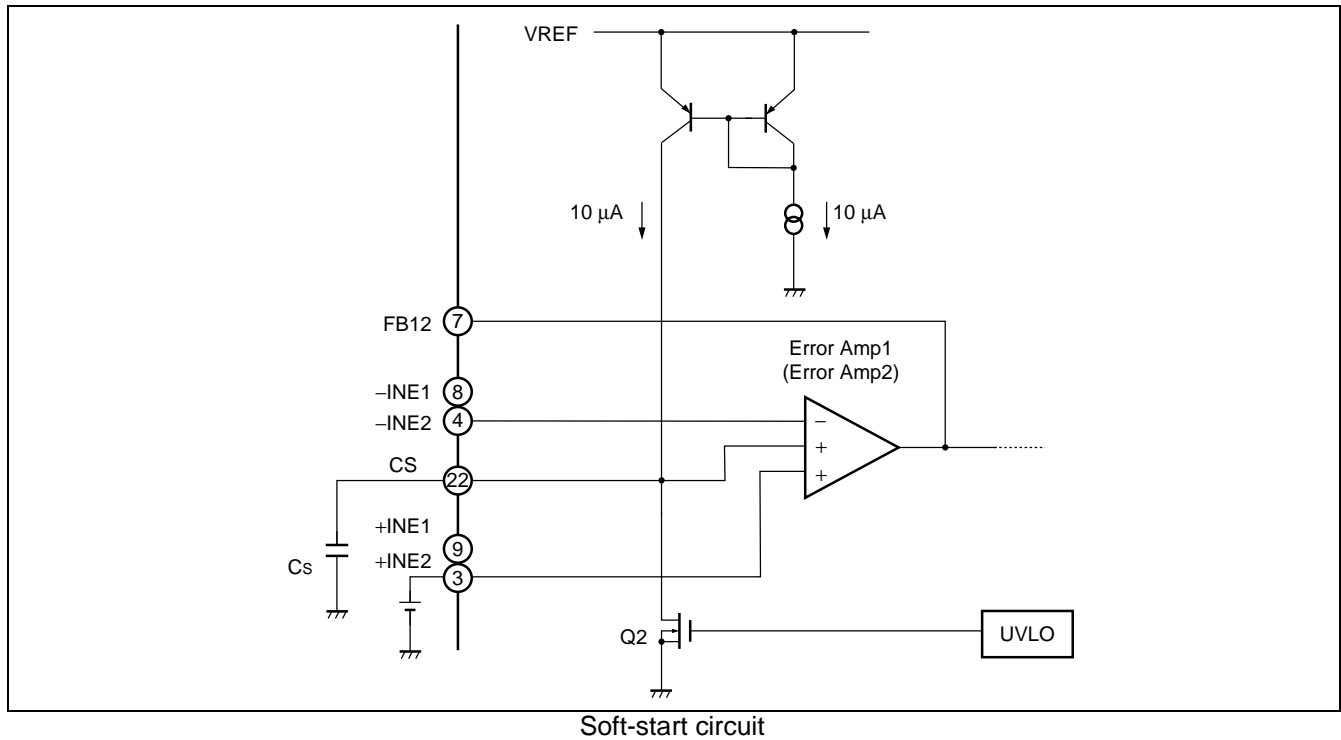 VREF
10 µA
10 µA
FB12
7
Error Amp1
(Error Amp2)
−INE1
8
−INE2
4
−
+
+
CS
22
+INE1
9
+INE2
3
Cs
Q2
UVLO
Soft-start circuit